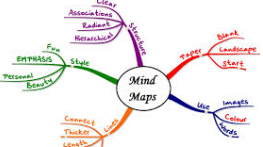 Clear
Associations
Radiant
Hierarchical
Structure
Fun
EMPHASIS
Personal
Beauty
Style
Mind
Maps
Paper
Blank
Landscape
Start
Use
Images
Colour
Words
Connect
Thicker
Length
Lines